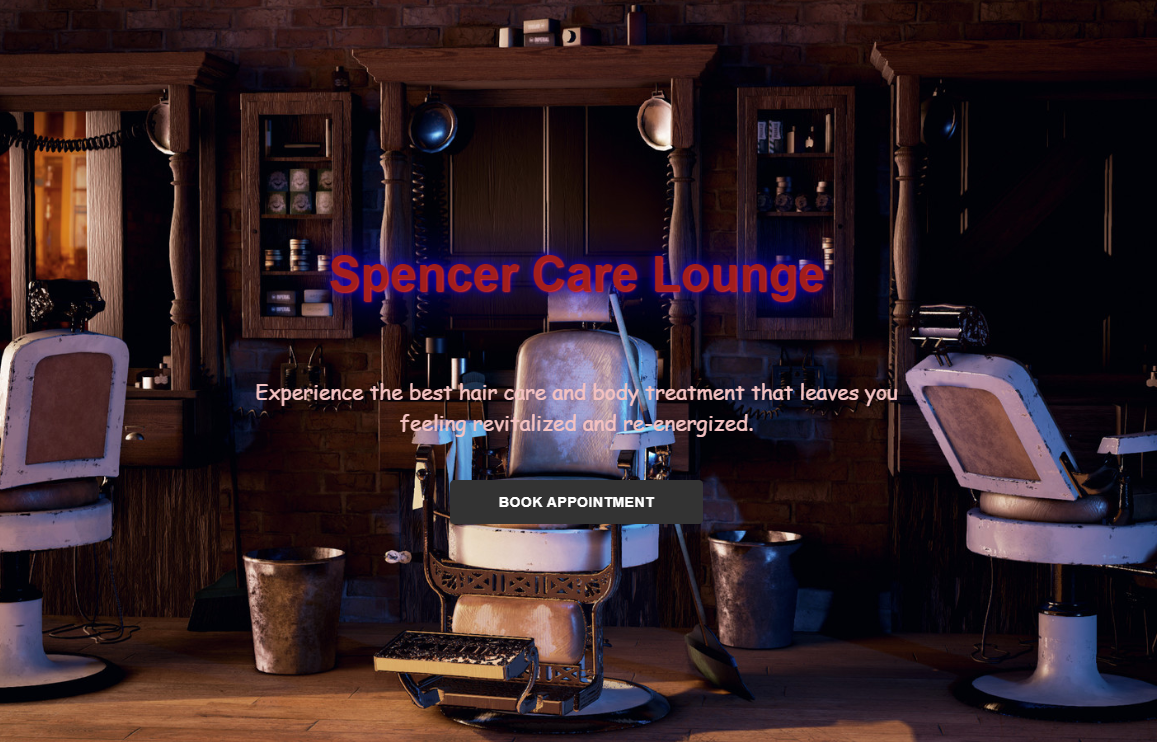 Spencer Care Lounge
Experience the best hair care and body treatment that leaves you
feeling revitalized and re-energized.
BOOK APPOINTMENT